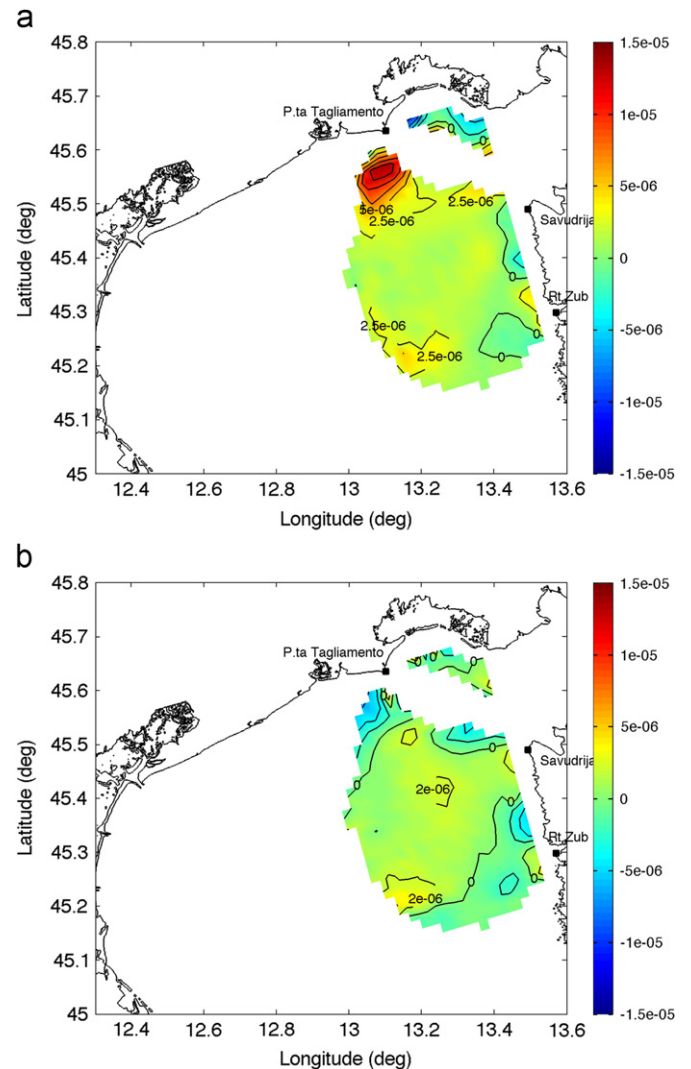 a
45.8
45.7
45.6
45.5
45.4
45.3
45.2
45.1
45
Latitude (deg)
12.4
12.6
12.8
13
13.2
13.4
13.6
Longitude (deg)
P.ta Tagliamento
Savudrija
Rt Zub
0
5e-06
2.5e-06
2.5e-06
0
2.5e-06
2.5e-06
0
1.5e-05
1e-05
5e-06
0
-5e-06
-1e-05
-1.5e-05
b
45.8
45.7
45.6
45.5
45.4
45.3
45.2
45.1
45
Latitude (deg)
12.4
12.6
12.8
13
13.2
13.4
13.6
Longitude (deg)
P.ta Tagliamento
Savudrija
Rt Zub
0
0
0
0
0
0
2e-06
0
0
0
2e-06
1.5e-05
1e-05
5e-06
0
-5e-06
-1e-05
-1.5e-05